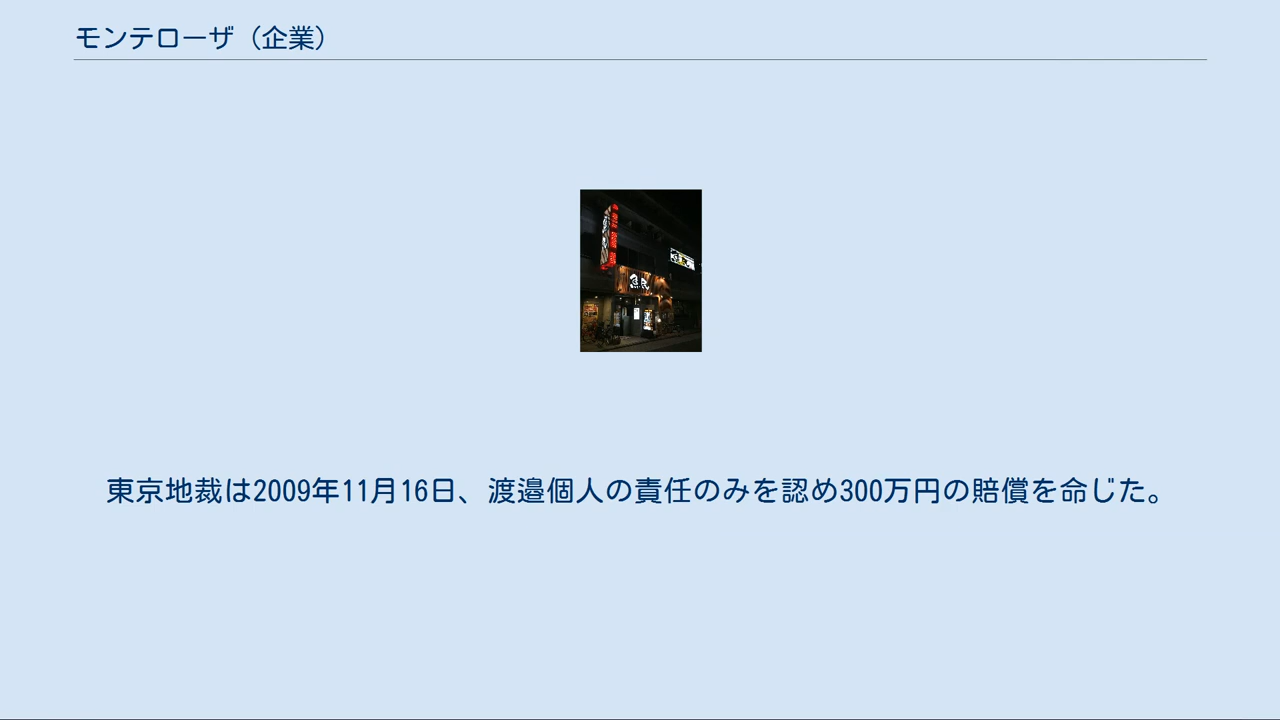 モンテローザ（企業）
魚民
東京地裁は2009年11月16日、渡邉個人の責任のみを認め300万円の賠償を命じた。